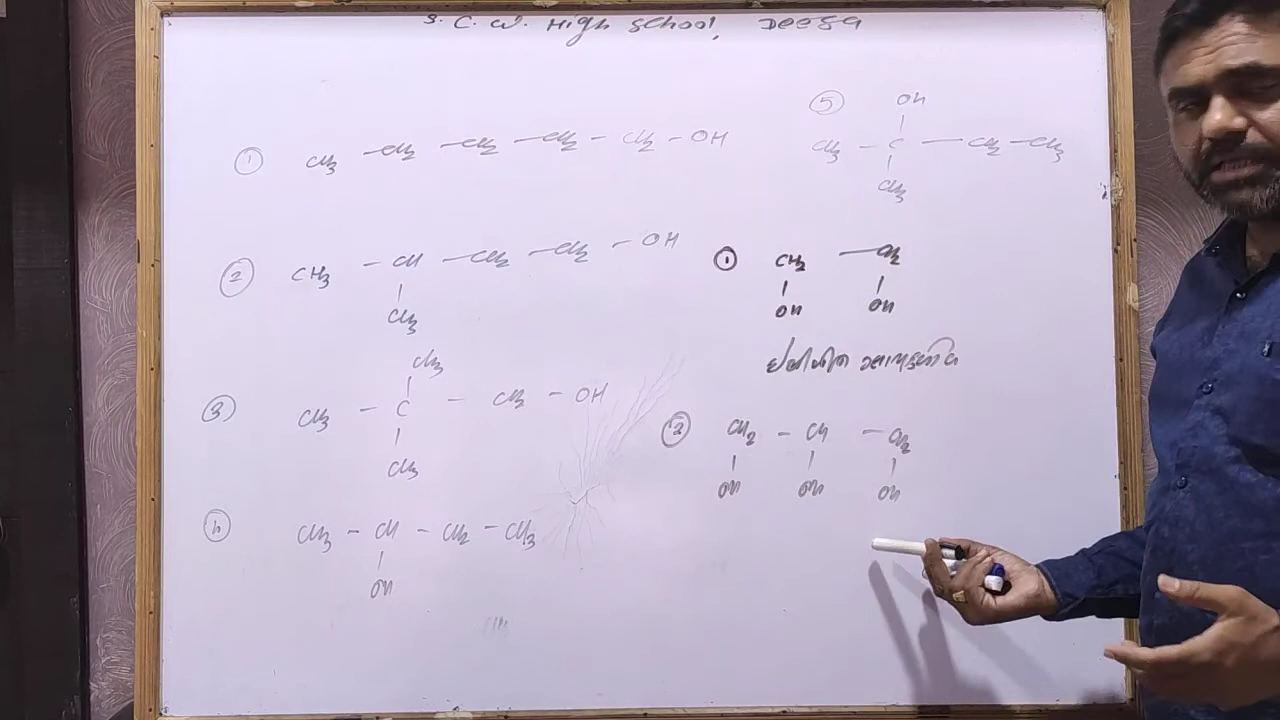 S. C. W. High school, Deesa
① CH3 — CH2 — CH2 — CH2 — CH2 — OH
② CH3 — CH — CH2 — CH2 — OH
|
CH3
CH3
|
③ CH3 — C — CH2 — OH
|
CH3
④ CH3 — CH — CH2 — CH3
|
OH
⑤ OH
|
CH3 — C — CH2 — CH3
|
CH3
① CH2 — CH2
| |
OH OH
② CH2 — CH — CH2
| | |
OH OH OH